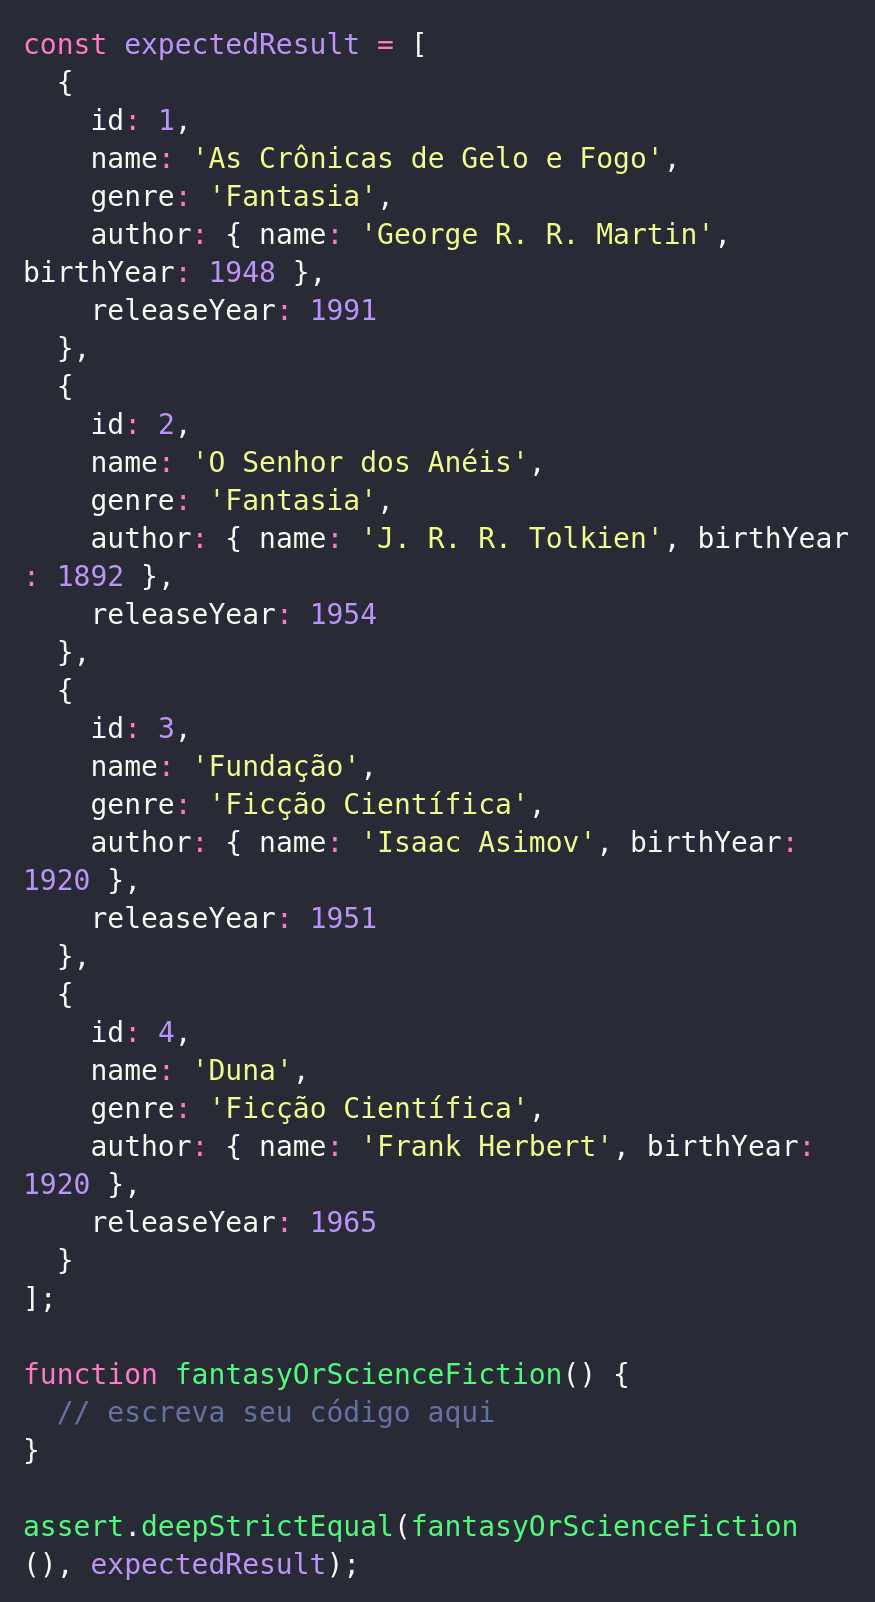 const expectedResult = [
  {
    id: 1,
    name: 'As Crônicas de Gelo e Fogo',
    genre: 'Fantasia',
    author: { name: 'George R. R. Martin',
birthYear: 1948 },
    releaseYear: 1991
  },
  {
    id: 2,
    name: 'O Senhor dos Anéis',
    genre: 'Fantasia',
    author: { name: 'J. R. R. Tolkien', birthYear
: 1892 },
    releaseYear: 1954
  },
  {
    id: 3,
    name: 'Fundação',
    genre: 'Ficção Científica',
    author: { name: 'Isaac Asimov', birthYear:
1920 },
    releaseYear: 1951
  },
  {
    id: 4,
    name: 'Duna',
    genre: 'Ficção Científica',
    author: { name: 'Frank Herbert', birthYear:
1920 },
    releaseYear: 1965
  }
];

function fantasyOrScienceFiction() {
  // escreva seu código aqui
}

assert.deepStrictEqual(fantasyOrScienceFiction
(), expectedResult);